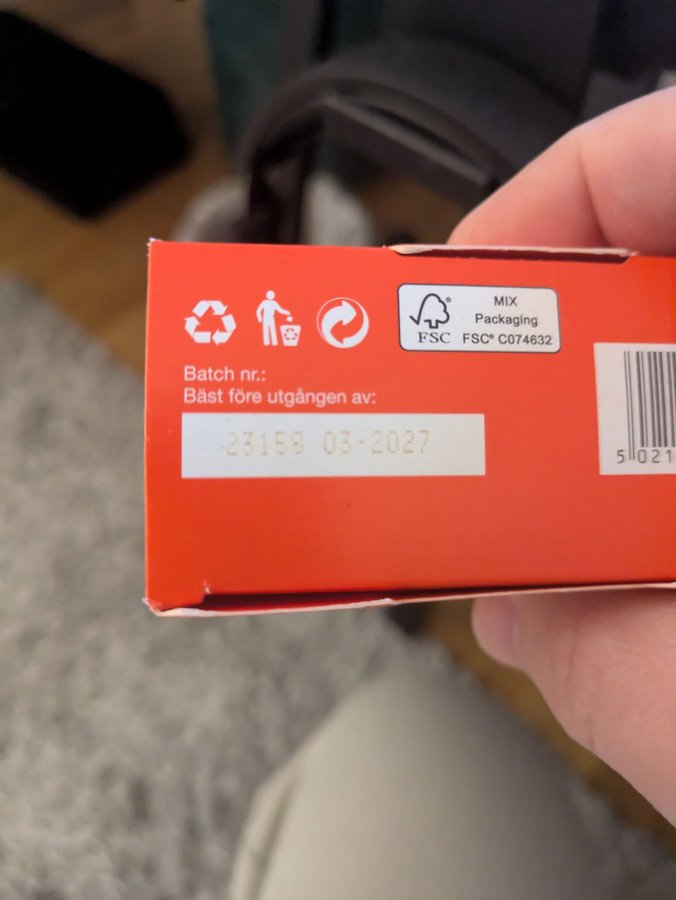 MIX
Packaging
FSC® FSC® C074632
Batch nr.:
Bäst före utgången av:
23158 03-2027
5 021